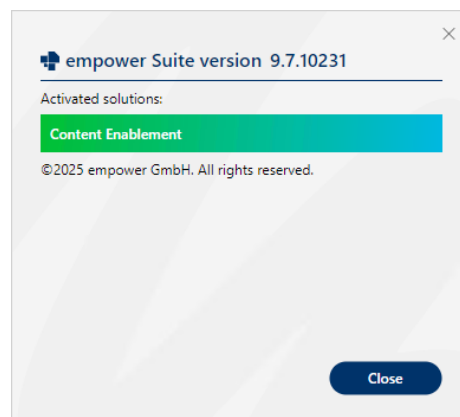 empower Suite version 9.7.10231
Activated solutions:
Content Enablement
©2025 empower GmbH. All rights reserved.
Close